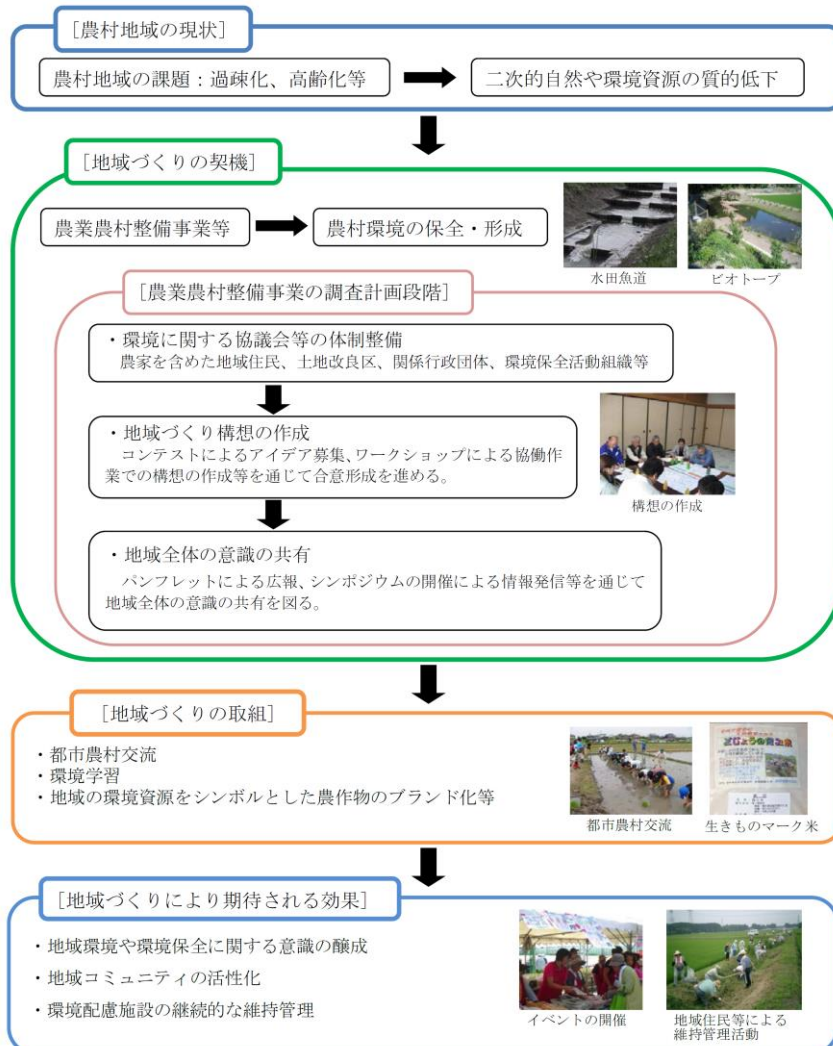 [農村地域の現状]
農村地域の課題：過疎化、高齢化等
二次的自然や環境資源の質的低下
[地域づくりの契機]
農業農村整備事業等
農村環境の保全・形成
水田魚道
ビオトープ
[農業農村整備事業の調査計画段階]
・環境に関する協議会等の体制整備
農家を含めた地域住民、土地改良区、関係行政団体、環境保全活動組織等
・地域づくり構想の作成
コンテストによるアイデア募集、ワークショップによる協働作
業での構想の作成等を通じて合意形成を進める。
構想の作成
・地域全体の意識の共有
パンフレットによる広報、シンポジウムの開催による情報発信等を通じて
地域全体の意識の共有を図る。
[地域づくりの取組]
・都市農村交流
・環境学習
・地域の環境資源をシンボルとした農作物のブランド化等
都市農村交流
生きものマーク米
[地域づくりにより期待される効果]
・地域環境や環境保全に関する意識の醸成
・地域コミュニティの活性化
・環境配慮施設の継続的な維持管理
イベントの開催
地域住民等による
維持管理活動